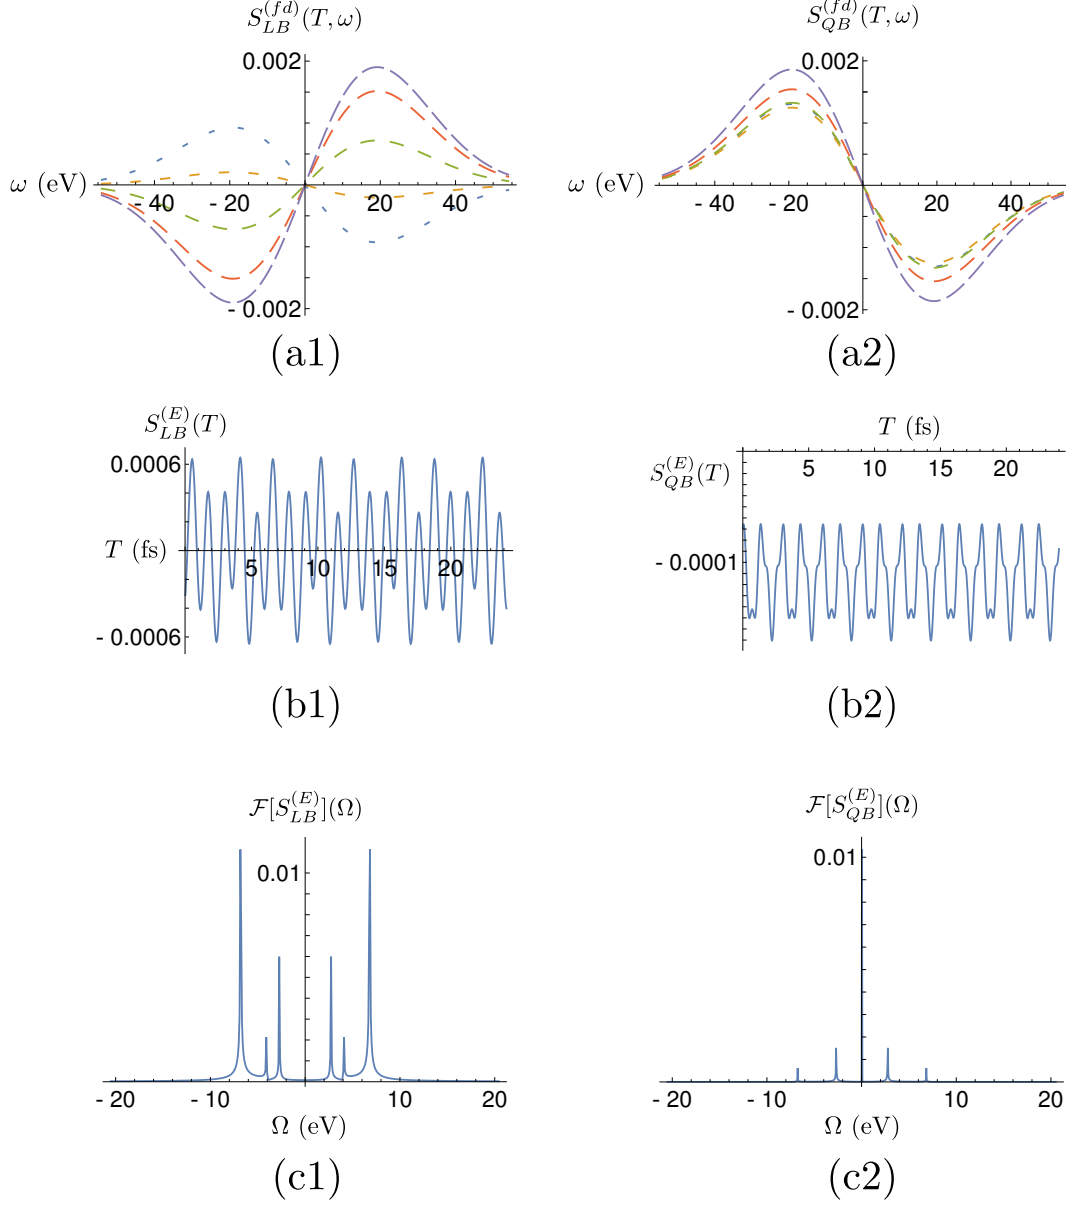 S_{LB}^{(fd)}(T, ω)
0.002
ω (eV)
- 40 - 20 20 40
- 0.002
(a1)
S_{QB}^{(fd)}(T, ω)
0.002
ω (eV)
- 40 - 20 20 40
- 0.002
(a2)
S_{LB}^{(E)}(T)
0.0006
T (fs)
5 10 15 20
- 0.0006
(b1)
T (fs)
5 10 15 20
S_{QB}^{(E)}(T)
- 0.0001
(b2)
ℱ[S_{LB}^{(E)}](Ω)
0.01
- 20 - 10 10 20
Ω (eV)
(c1)
ℱ[S_{QB}^{(E)}](Ω)
0.01
- 20 - 10 10 20
Ω (eV)
(c2)